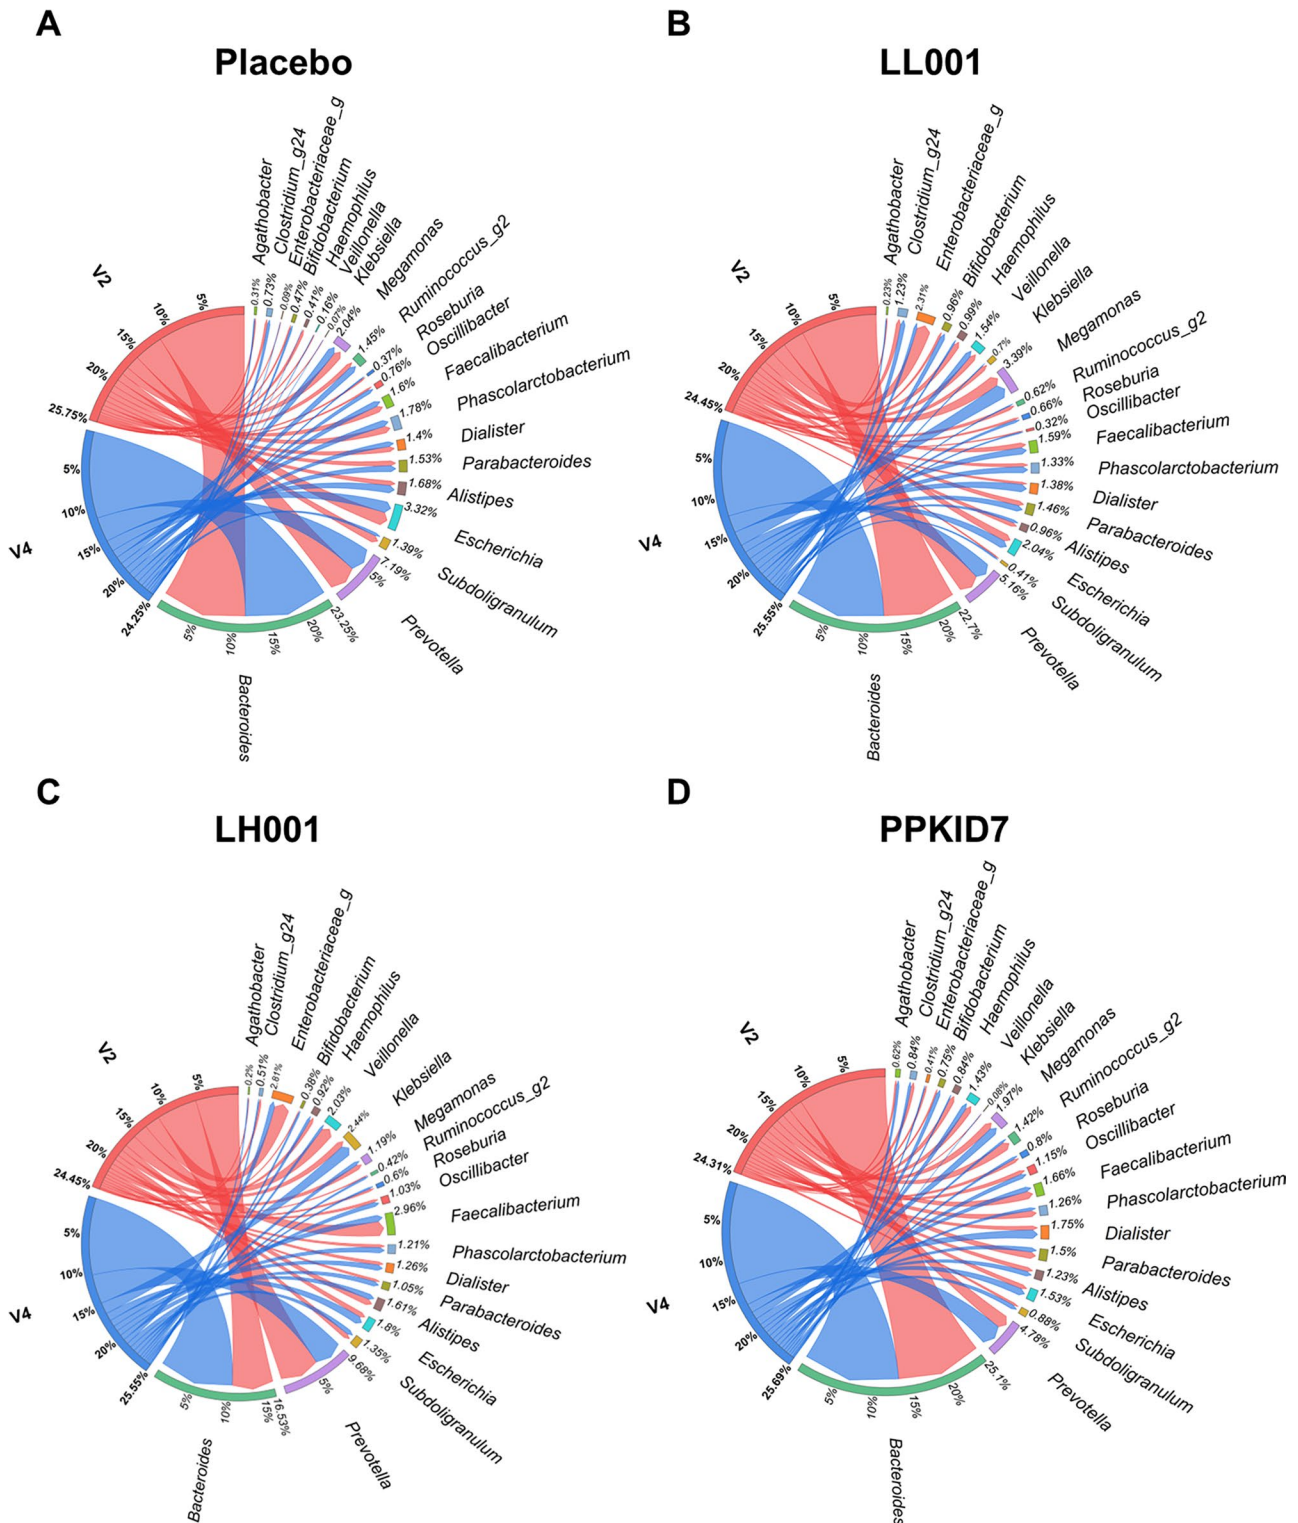 A
Placebo
V2
5%
10%
15%
20%
25.75%
V4
5%
10%
15%
20%
24.25%
Agathobacter
0.31%
Clostridium_g24
0.73%
Enterobacteriaceae_g
0.09%
Bifidobacterium
0.47%
Haemophilus
0.41%
Veillonella
0.16%
Klebsiella
0.07%
Megamonas
2.04%
Ruminococcus_g2
1.45%
Roseburia
0.37%
Oscillibacter
0.76%
Faecalibacterium
1.6%
Phascolarctobacterium
1.78%
Dialister
1.4%
Parabacteroides
1.53%
Alistipes
1.68%
Escherichia
3.32%
Subdoligranulum
1.39%
Prevotella
7.19%
5%
Bacteroides
23.25%
20%
15%
10%
5%
B
LL001
V2
5%
10%
15%
20%
24.45%
V4
5%
10%
15%
20%
25.55%
Agathobacter
0.23%
Clostridium_g24
1.23%
Enterobacteriaceae_g
2.31%
Bifidobacterium
0.96%
Haemophilus
0.99%
Veillonella
1.54%
Klebsiella
0.7%
Megamonas
3.39%
Ruminococcus_g2
0.62%
Roseburia
0.66%
Oscillibacter
0.32%
Faecalibacterium
1.59%
Phascolarctobacterium
1.33%
Dialister
1.38%
Parabacteroides
1.46%
Alistipes
0.96%
Escherichia
2.04%
Subdoligranulum
0.41%
Prevotella
5.16%
Bacteroides
22.7%
20%
15%
10%
5%
C
LH001
V2
5%
10%
15%
20%
24.45%
V4
5%
10%
15%
20%
25.55%
Agathobacter
0.2%
Clostridium_g24
0.51%
Enterobacteriaceae_g
2.81%
Bifidobacterium
0.38%
Haemophilus
0.92%
Veillonella
2.03%
Klebsiella
2.44%
Megamonas
1.19%
Ruminococcus_g2
0.42%
Roseburia
0.6%
Oscillibacter
1.03%
Faecalibacterium
2.96%
Phascolarctobacterium
1.21%
Dialister
1.26%
Parabacteroides
1.05%
Alistipes
1.61%
Escherichia
1.8%
Subdoligranulum
1.35%
Prevotella
9.68%
5%
Bacteroides
16.53%
15%
10%
5%
D
PPKID7
V2
5%
10%
15%
20%
24.31%
V4
5%
10%
15%
20%
25.69%
Agathobacter
0.62%
Clostridium_g24
0.84%
Enterobacteriaceae_g
0.41%
Bifidobacterium
0.75%
Haemophilus
0.84%
Veillonella
1.43%
Klebsiella
0.08%
Megamonas
1.97%
Ruminococcus_g2
1.42%
Roseburia
0.8%
Oscillibacter
1.15%
Faecalibacterium
1.66%
Phascolarctobacterium
1.26%
Dialister
1.75%
Parabacteroides
1.5%
Alistipes
1.23%
Escherichia
1.53%
Subdoligranulum
0.88%
Prevotella
4.78%
Bacteroides
25.1%
20%
15%
10%
5%